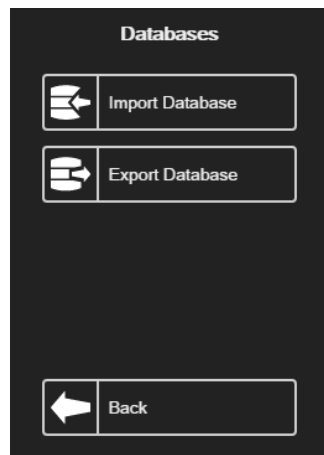 Databases
Import Database
Export Database
Back